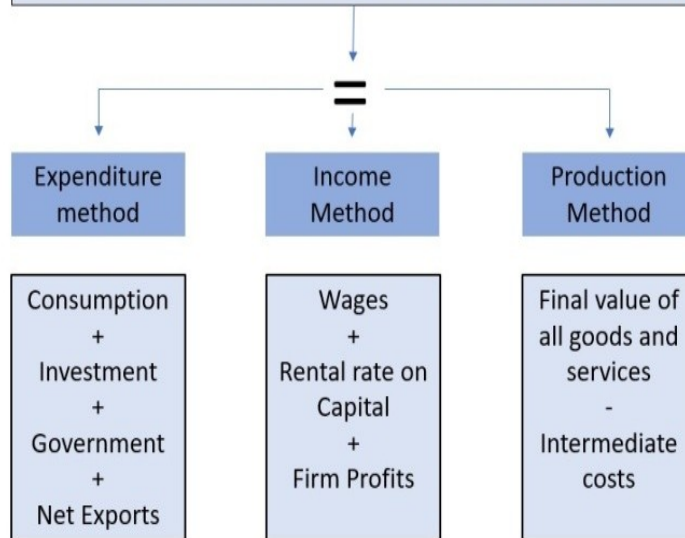 =
Expenditure
method
Income
Method
Production
Method
Consumption
+
Investment
+
Government
+
Net Exports
Wages
+
Rental rate on
Capital
+
Firm Profits
Final value of
all goods and
services
-
Intermediate
costs